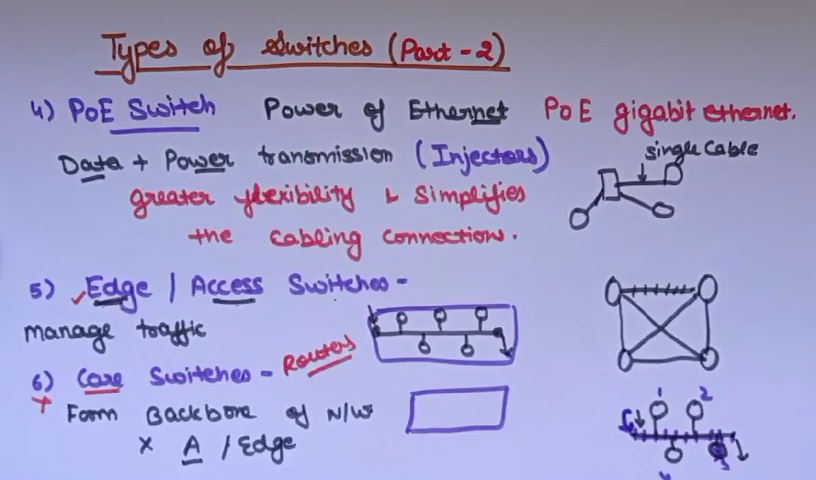 Types of Switches (Part - 2)
4) PoE Switch Power of Ethernet PoE gigabit ethernet.
Data + Power transmission (Injectors)
single cable
greater flexibility & Simplifies
the cabling connection.
5) Edge / Access Switches -
manage traffic
6) Core Switches - Routers
Form Backbone of N/w
x A / Edge
1 2
3
4